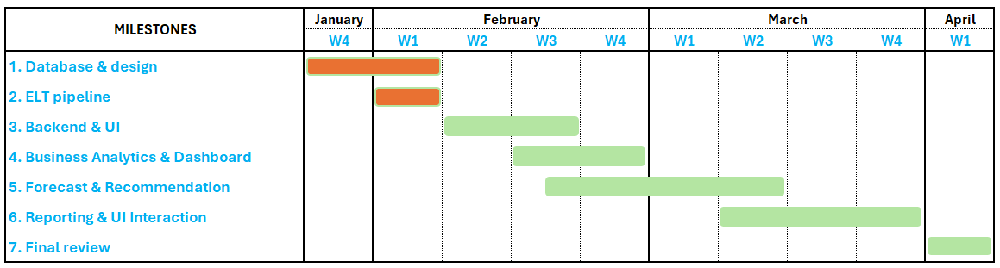 MILESTONES January February March April
W4 W1 W2 W3 W4 W1 W2 W3 W4 W1
1. Database & design
2. ELT pipeline
3. Backend & UI
4. Business Analytics & Dashboard
5. Forecast & Recommendation
6. Reporting & UI Interaction
7. Final review